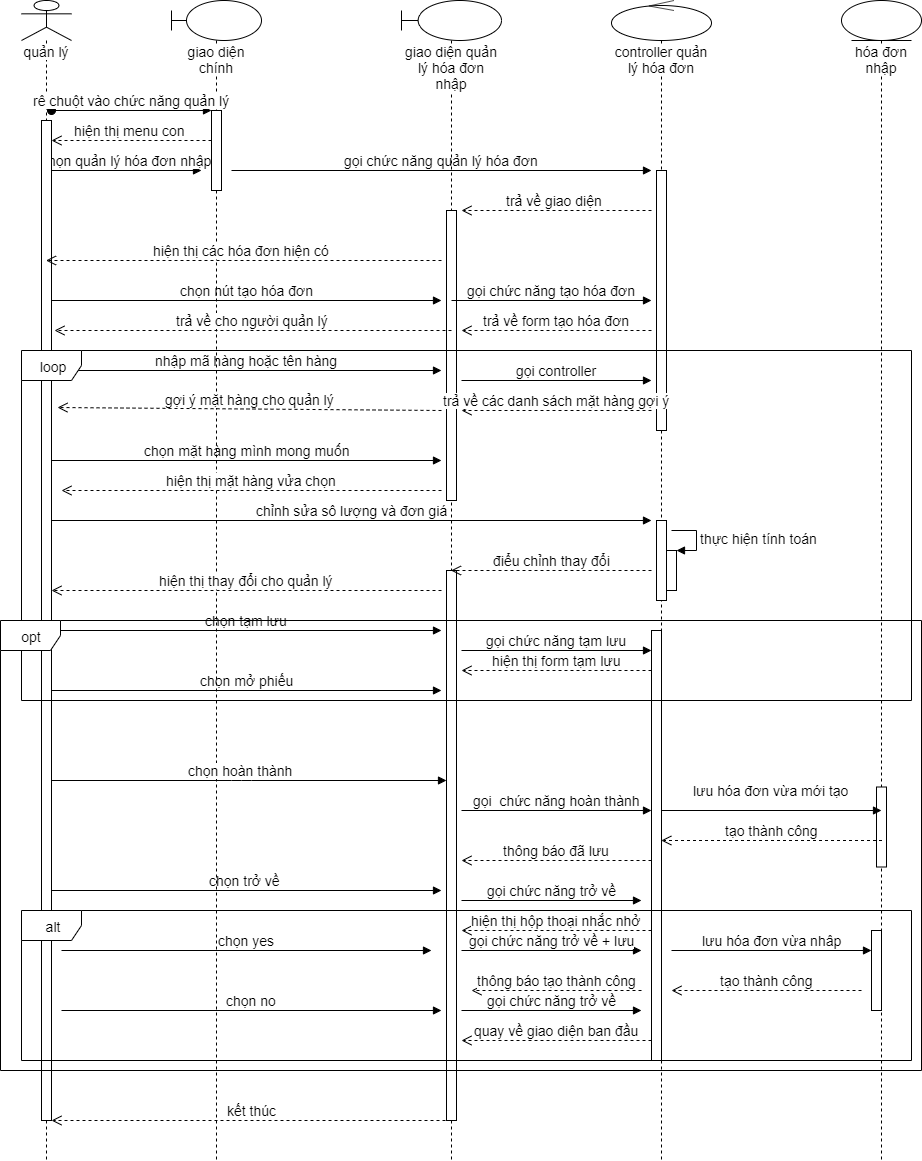 quản lý
giao diện
chính
giao diện quản
lý hóa đơn
nhập
controller quản
lý hóa đơn
hóa đơn
nhập
rê chuột vào chức năng quản lý
hiện thị menu con
họn quản lý hóa đơn nhập
gọi chức năng quản lý hóa đơn
trả về giao diện
hiện thị các hóa đơn hiện có
chọn nút tạo hóa đơn
gọi chức năng tạo hóa đơn
trả về cho người quản lý
trả về form tạo hóa đơn
loop
nhập mã hàng hoặc tên hàng
gọi controller
gợi ý mặt hàng cho quản lý
trả về các danh sách mặt hàng gợi ý
chọn mặt hàng mình mong muốn
hiện thị mặt hàng vửa chọn
chỉnh sửa sô lượng và đơn giá
thực hiện tính toán
điểu chỉnh thay đổi
hiện thị thay đổi cho quản lý
opt
chọn tạm lưu
gọi chức năng tạm lưu
hiện thị form tạm lưu
chọn mở phiếu
chọn hoàn thành
gọi  chức năng hoàn thành
lưu hóa đơn vừa mới tạo
tạo thành công
thông báo đã lưu
chọn trở về
gọi chức năng trở về
alt
hiện thị hộp thoại nhắc nhở
chọn yes
gọi chức năng trở về + lưu
lưu hóa đơn vừa nhâp
thông báo tạo thành công
tạo thành công
chọn no
gọi chức năng trở về
quay về giao diện ban đầu
kết thúc